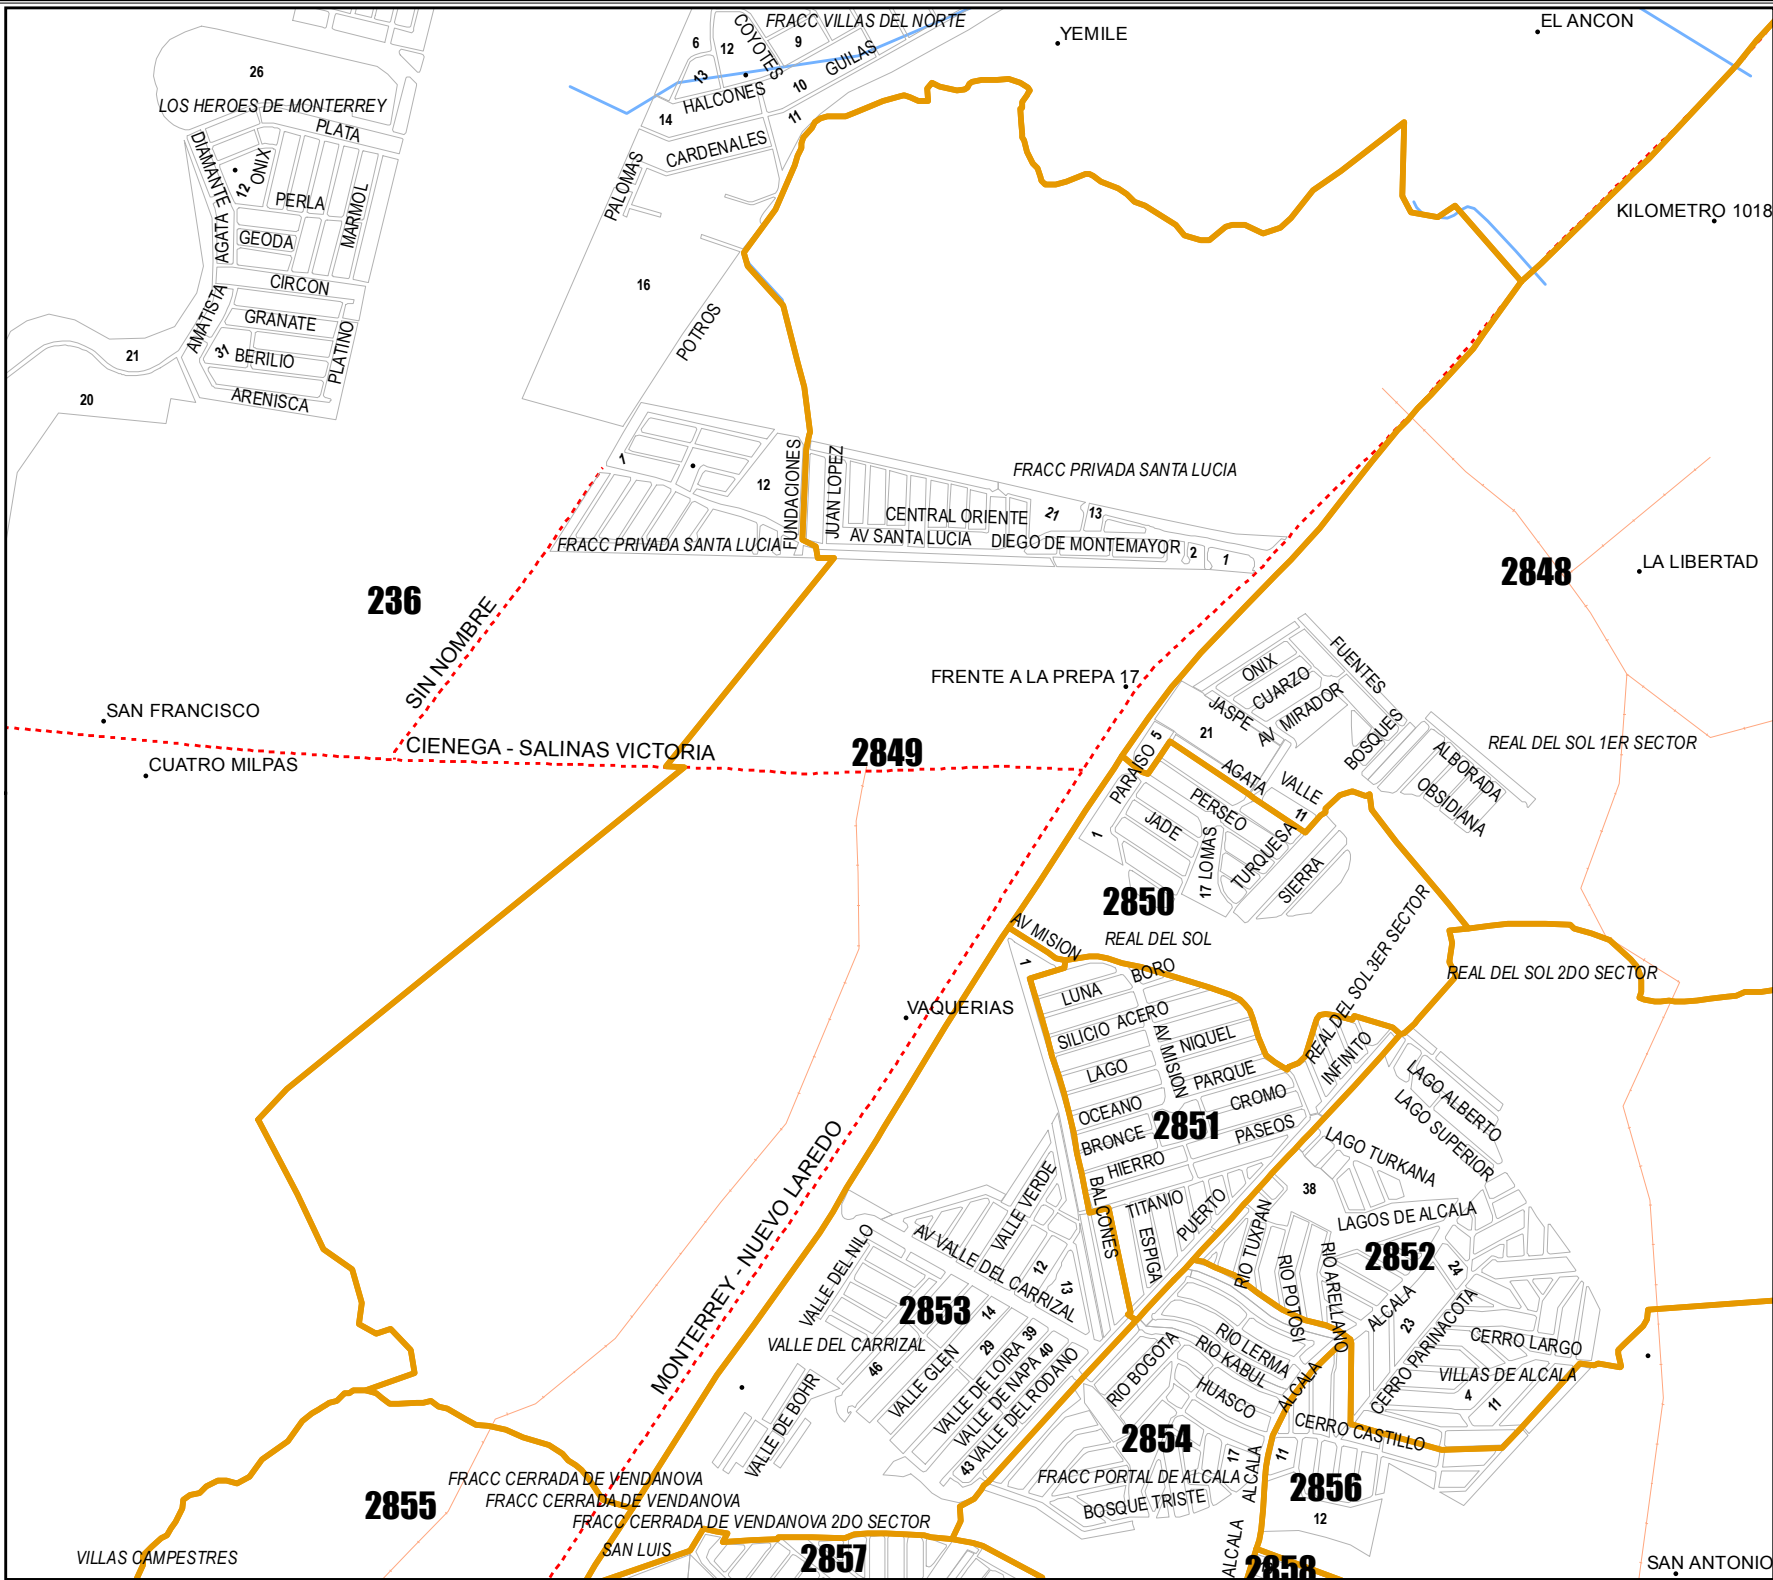 FRACC VILLAS DEL NORTE
EL ANCON
YEMILE
COYOTES
6
12
9
GUILAS
26
13
10
HALCONES
LOS HEROES DE MONTERREY
14
11
PLATA
CARDENALES
DIAMANTE
ONIX
12
PALOMAS
PERLA
MARMOL
KILOMETRO 1018
AGATA
GEODA
CIRCON
16
AMATISTA
GRANATE
POTROS
PLATINO
21
31
BERILIO
20
ARENISCA
1
12
FUNDACIONES
JUAN LOPEZ
FRACC PRIVADA SANTA LUCIA
CENTRAL ORIENTE
21
13
FRACC PRIVADA SANTA LUCIA
AV SANTA LUCIA
DIEGO DE MONTEMAYOR
2
1
2848
LA LIBERTAD
236
SIN NOMBRE
FRENTE A LA PREPA 17
ONIX
FUENTES
CUARZO
JASPE
MIRADOR
AV
SAN FRANCISCO
CIENEGA - SALINAS VICTORIA
2849
5
21
BOSQUES
REAL DEL SOL 1ER SECTOR
CUATRO MILPAS
PARAISO
AGATA
VALLE
ALBORADA
OBSIDIANA
PERSEO
11
1
JADE
17 LOMAS
TURQUESA
SIERRA
2850
AV MISION
REAL DEL SOL
REAL DEL SOL 3ER SECTOR
1
BORO
REAL DEL SOL 2DO SECTOR
LUNA
VAQUERIAS
SILICIO
ACERO
AV MISION
NIQUEL
INFINITO
LAGO
PARQUE
LAGO ALBERTO
OCEANO
CROMO
LAGO SUPERIOR
BRONCE
2851
PASEOS
HIERRO
LAGO TURKANA
MONTERREY - NUEVO LAREDO
VALLE VERDE
BALCONES
TITANIO
PUERTO
38
LAGOS DE ALCALA
VALLE DEL NILO
AV VALLE DEL CARRIZAL
ESPIGA
RIO TUXPAN
RIO POTOSI
RIO ARELLANO
2852
12
13
24
2853
14
ALCALA
23
CERRO PARINACOTA
CERRO LARGO
VALLE DEL CARRIZAL
46
29
39
40
RIO LERMA
RIO KABUL
VALLE GLEN
VALLE DE LOIRA
VALLE DE NAPA
43 VALLE DEL RODANO
RIO BOGOTA
HUASCO
ALCALA
VILLAS DE ALCALA
4
11
VALLE DE BOHR
2854
CERRO CASTILLO
17
11
FRACC CERRADA DE VENDANOVA
FRACC PORTAL DE ALCALA
ALCALA
2856
2855
FRACC CERRADA DE VENDANOVA
BOSQUE TRISTE
FRACC CERRADA DE VENDANOVA 2DO SECTOR
12
VILLAS CAMPESTRES
SAN LUIS
2857
ALCALA
2858
SAN ANTONIO